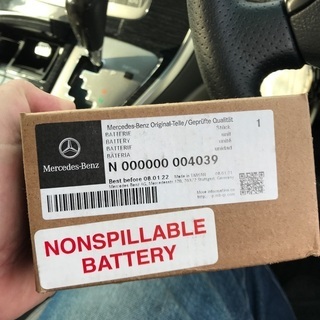 Mercedes-Benz Original-Teile/Geprüfte Qualität
BATTERIE
BATTERY
BATTERIE
BATERIA
1
Mercedes-Benz
N 000000 004039
Best before 08.01.22
NONSPILLABLE
BATTERY